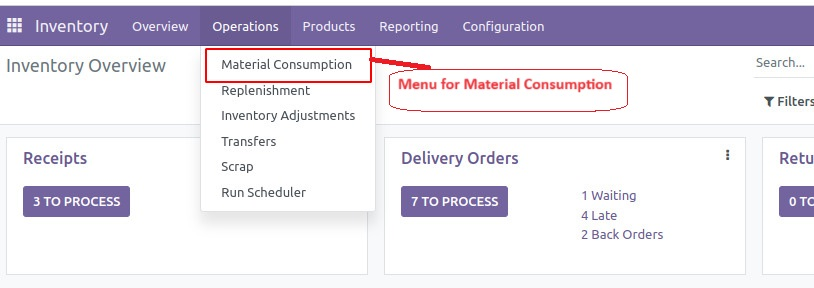 Inventory Overview Operations Products Reporting Configuration
Inventory Overview
Search...
Filters
Material Consumption
Replenishment
Inventory Adjustments
Transfers
Scrap
Run Scheduler
Menu for Material Consumption
Receipts
3 TO PROCESS
Delivery Orders
7 TO PROCESS
1 Waiting
4 Late
2 Back Orders
Retu
0 TO